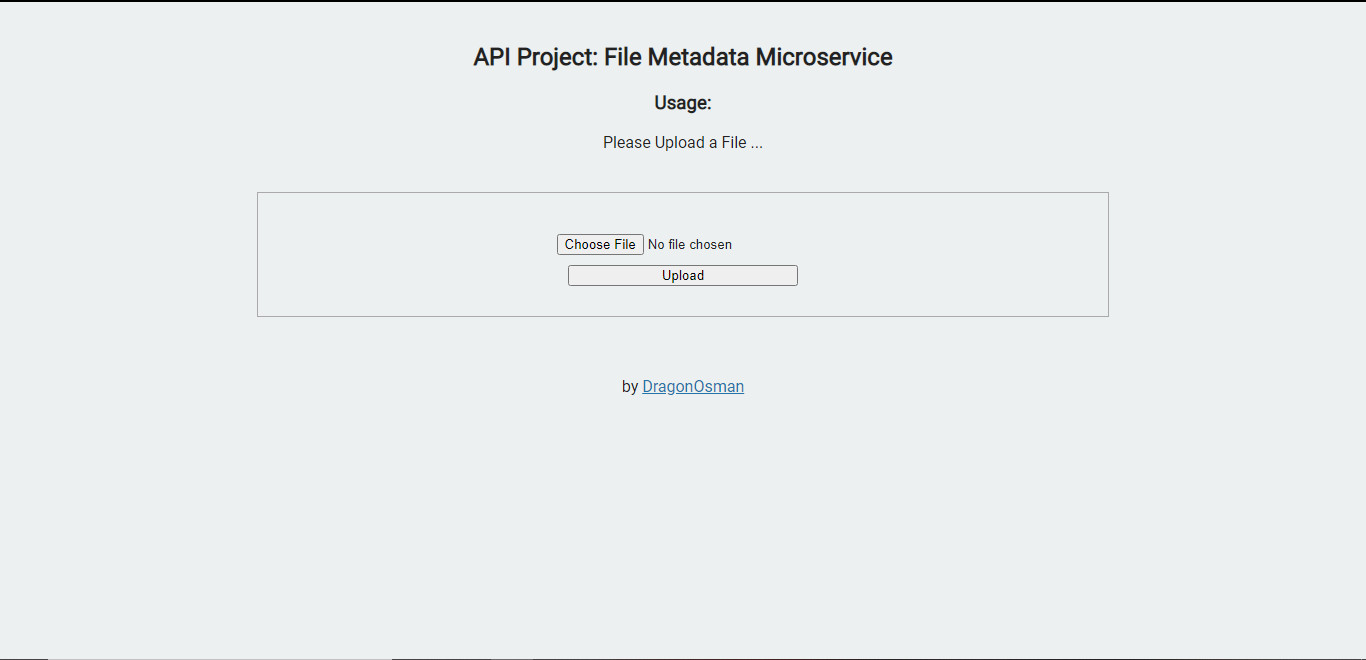 API Project: File Metadata Microservice
Usage:
Please Upload a File ...
Choose File No file chosen
Upload
by DragonOsman